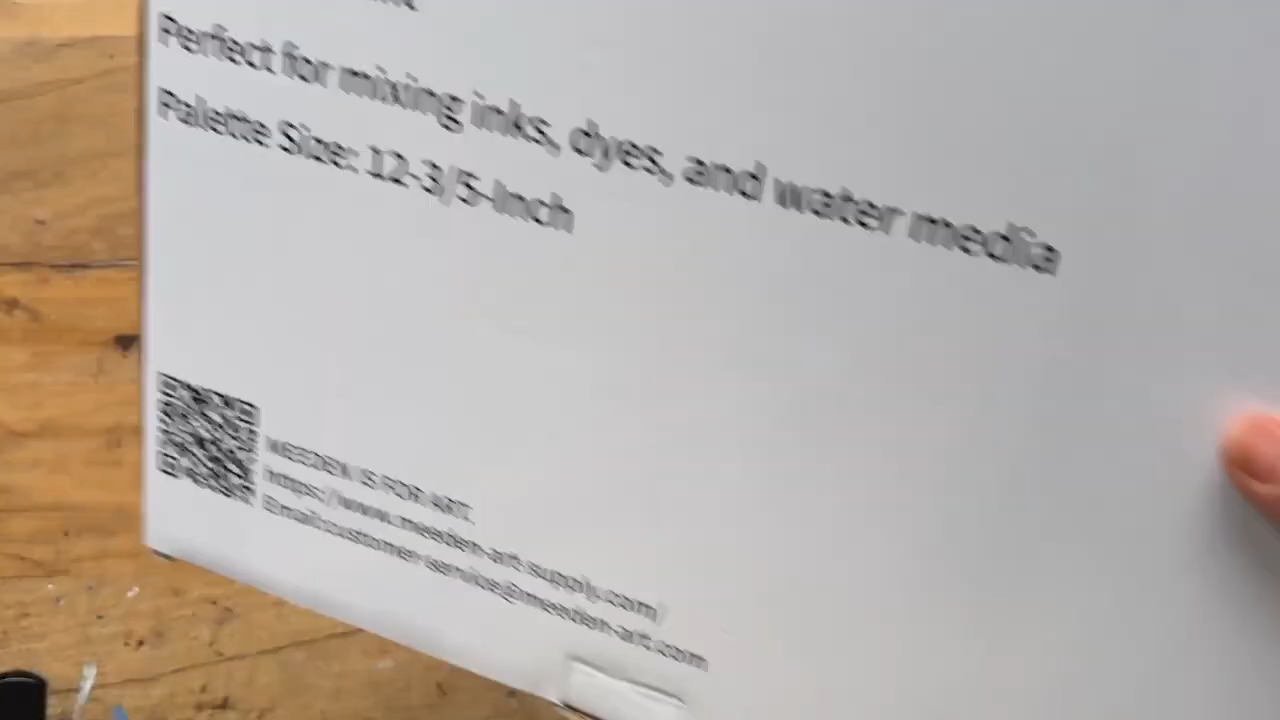 Perfect for mixing inks, dyes, and water media
Palette Size: 12-3/5-Inch
MEEDEN IS FOR ART.
https://www.meeden-art.supply.com/
Email:customer-service@meeden-art.com